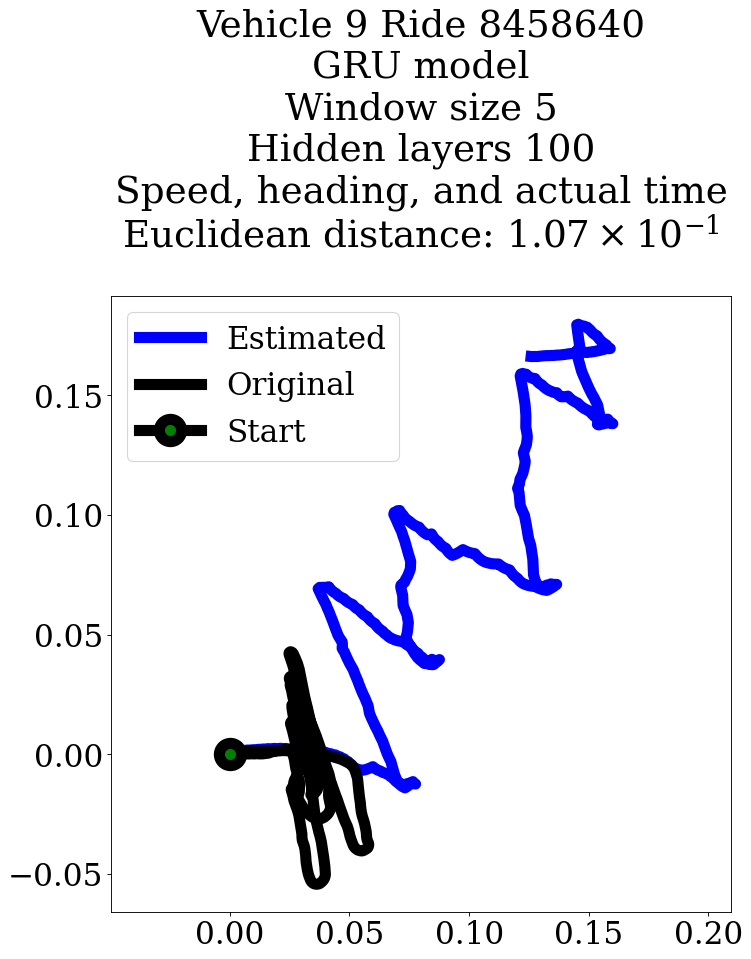 Vehicle 9 Ride 8458640
GRU model
Window size 5
Hidden layers 100
Speed, heading, and actual time
Euclidean distance: 1.07 × 10⁻¹
Estimated
Original
Start
0.15
0.10
0.05
0.00
−0.05
0.00 0.05 0.10 0.15 0.20